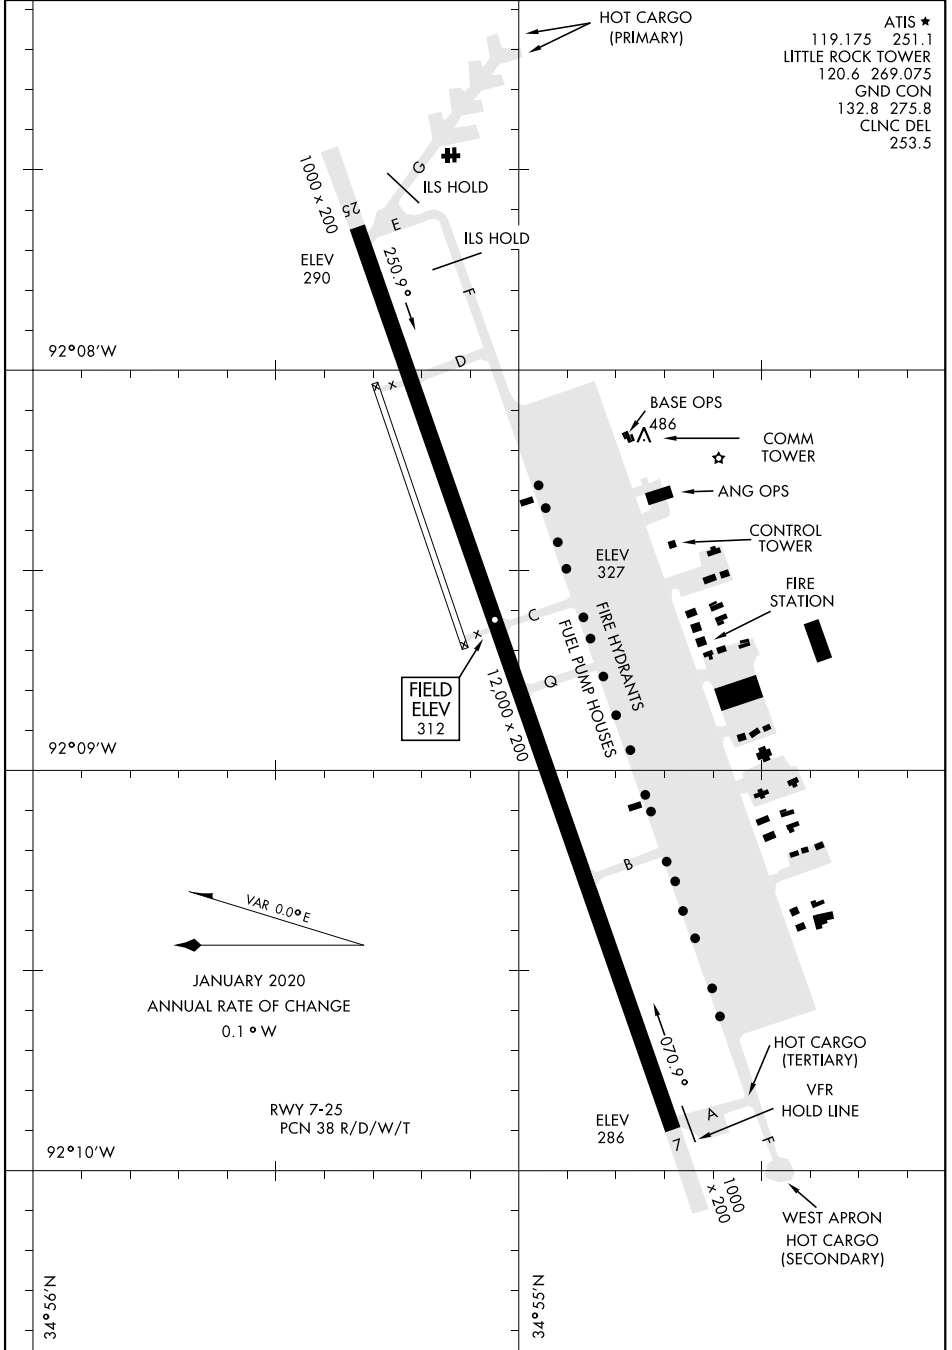 HOT CARGO
(PRIMARY)
ATIS ★
119.175 251.1
LITTLE ROCK TOWER
120.6 269.075
GND CON
132.8 275.8
CLNC DEL
253.5
1000 x 200
G
ILS HOLD
25
E
ILS HOLD
ELEV
290
250.9°
F
92°08'W
D
x
x
BASE OPS
486
COMM
TOWER
ANG OPS
CONTROL
TOWER
ELEV
327
FIRE
STATION
C
FIRE HYDRANTS
FUEL PUMP HOUSES
x
x
Q
FIELD
ELEV
312
12,000 x 200
92°09'W
B
VAR 0.0° E
JANUARY 2020
ANNUAL RATE OF CHANGE
0.1° W
070.9°
HOT CARGO
(TERTIARY)
VFR
HOLD LINE
RWY 7-25
PCN 38 R/D/W/T
ELEV
286
A
7
F
92°10'W
1000
x 200
WEST APRON
HOT CARGO
(SECONDARY)
34°56'N
34°55'N